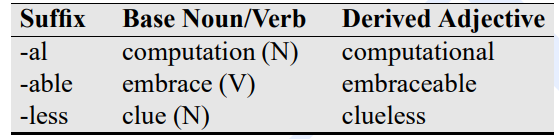 Suffix Base Noun/Verb Derived Adjective
-al computation (N) computational
-able embrace (V) embraceable
-less clue (N) clueless